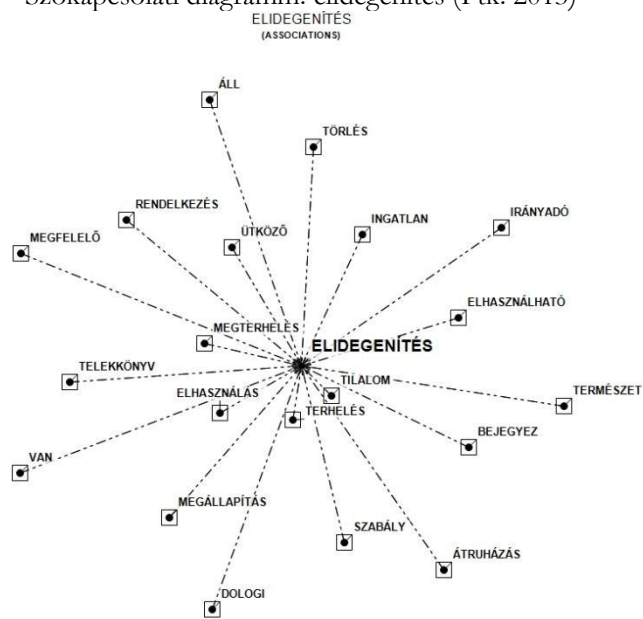 Szókapcsolati diagramm: elidegenítés (Ptk. 2013)
ELIDEGENÍTÉS
(ASSOCIATIONS)
ÁLL
TÖRLÉS
RENDELKEZÉS
INGATLAN
IRÁNYADÓ
MEGFELELŐ
ÜTKÖZŐ
ELHASZNÁLHATÓ
MEGTERHELÉS
ELIDEGENÍTÉS
TELEKKÖNYV
ELHASZNÁLÁS
TILALOM
TERMÉSZET
TERHELÉS
BEJEGYEZ
VAN
MEGÁLLAPÍTÁS
SZABÁLY
ÁTRUHÁZÁS
DOLOGI